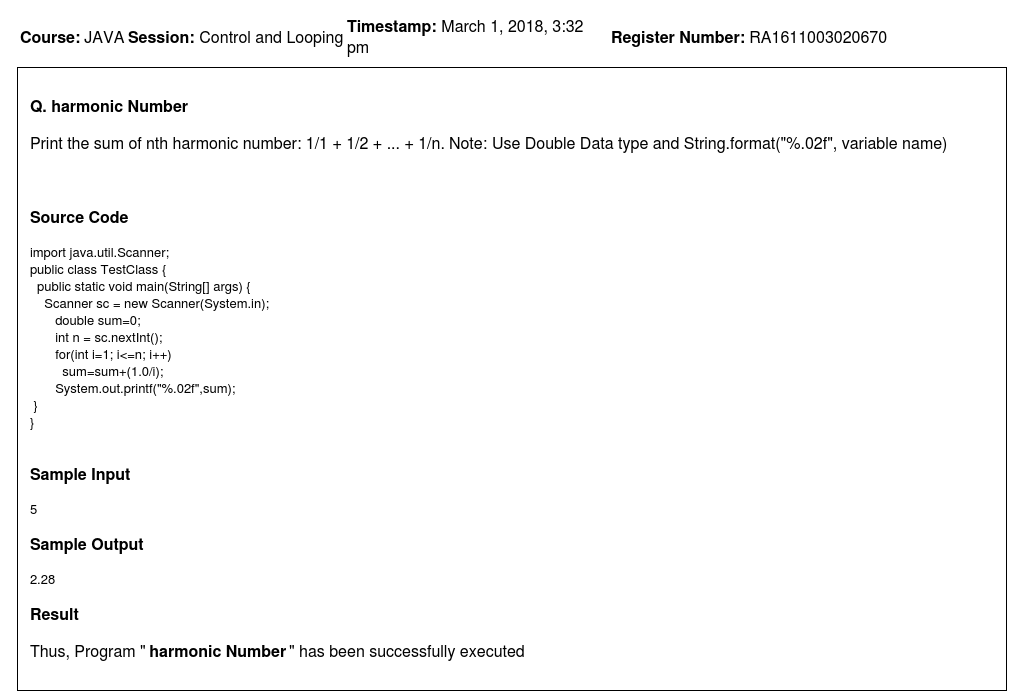 Course: JAVA Session: Control and Looping Timestamp: March 1, 2018, 3:32 pm Register Number: RA1611003020670
Q. harmonic Number
Print the sum of nth harmonic number: 1/1 + 1/2 + ... + 1/n. Note: Use Double Data type and String.format("%.02f", variable name)
Source Code
import java.util.Scanner;
public class TestClass {
  public static void main(String[] args) {
    Scanner sc = new Scanner(System.in);
       double sum=0;
       int n = sc.nextInt();
       for(int i=1; i<=n; i++)
         sum=sum+(1.0/i);
       System.out.printf("%.02f",sum);
 }
}
Sample Input
5
Sample Output
2.28
Result
Thus, Program " harmonic Number " has been successfully executed